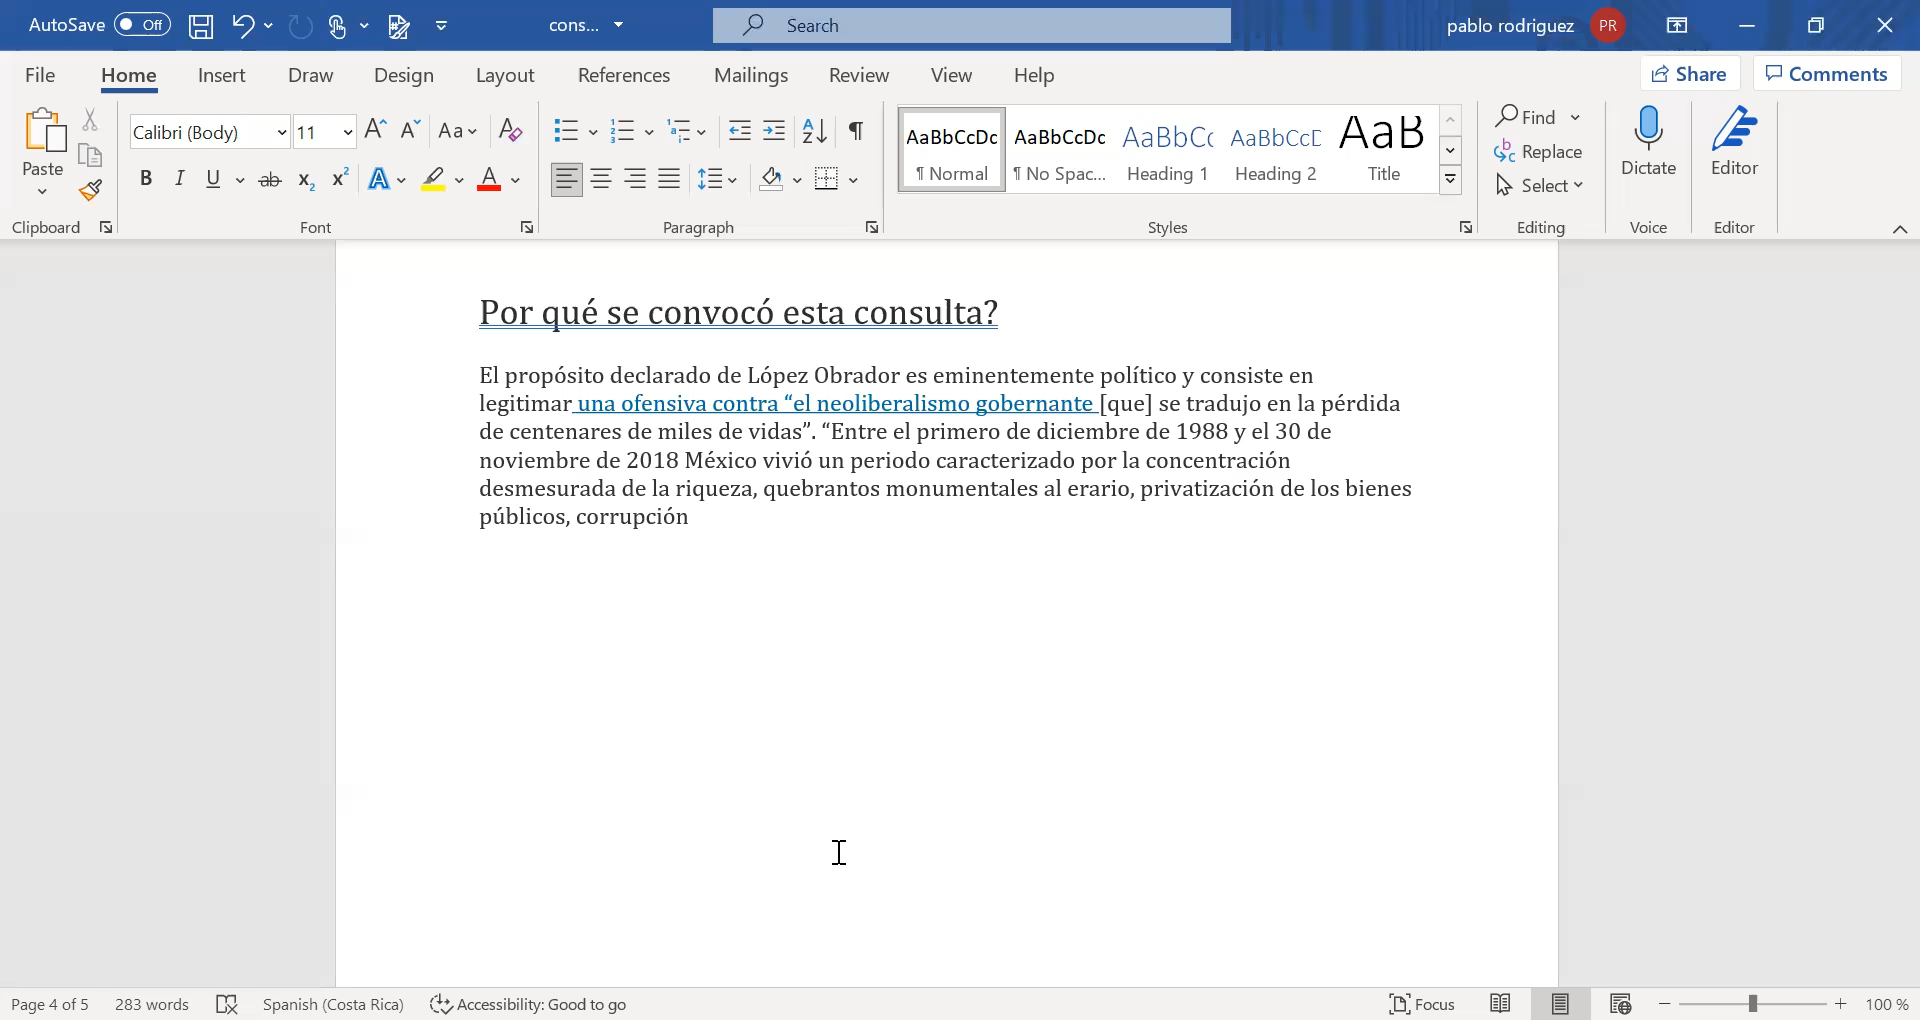 AutoSave Off cons... Search pablo rodriguez PR
File Home Insert Draw Design Layout References Mailings Review View Help Share Comments
Paste
Clipboard
Calibri (Body) 11 Aa
B I U ab x2 x2 A A
Font
Paragraph
AaBbCcDc AaBbCcDc AaBbCc AaBbCcD AaB
¶ Normal ¶ No Spac... Heading 1 Heading 2 Title
Styles
Find
Replace
Select
Editing
Dictate
Voice
Editor
Editor
Por qué se convocó esta consulta?
El propósito declarado de López Obrador es eminentemente político y consiste en
legitimar una ofensiva contra “el neoliberalismo gobernante [que] se tradujo en la pérdida
de centenares de miles de vidas”. “Entre el primero de diciembre de 1988 y el 30 de
noviembre de 2018 México vivió un periodo caracterizado por la concentración
desmesurada de la riqueza, quebrantos monumentales al erario, privatización de los bienes
públicos, corrupción
Page 4 of 5 283 words Spanish (Costa Rica) Accessibility: Good to go Focus 100 %